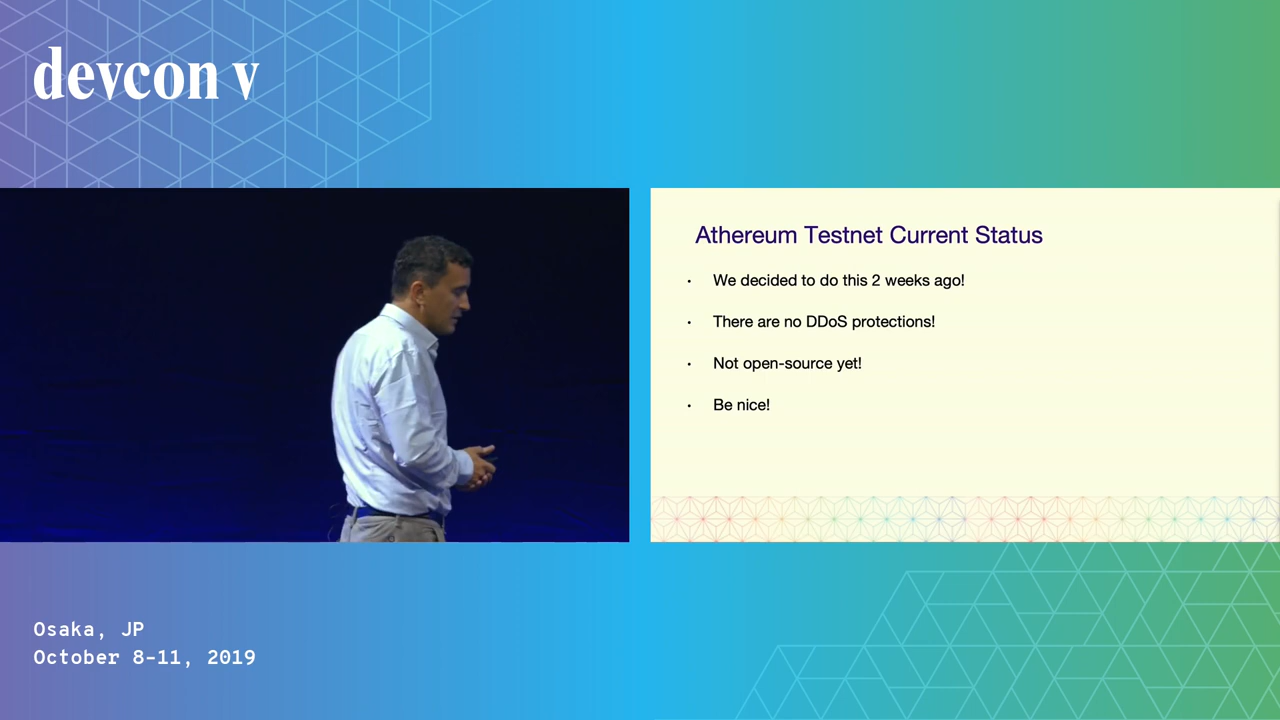 devcon v
Athereum Testnet Current Status
• We decided to do this 2 weeks ago!
• There are no DDoS protections!
• Not open-source yet!
• Be nice!
Osaka, JP
October 8-11, 2019